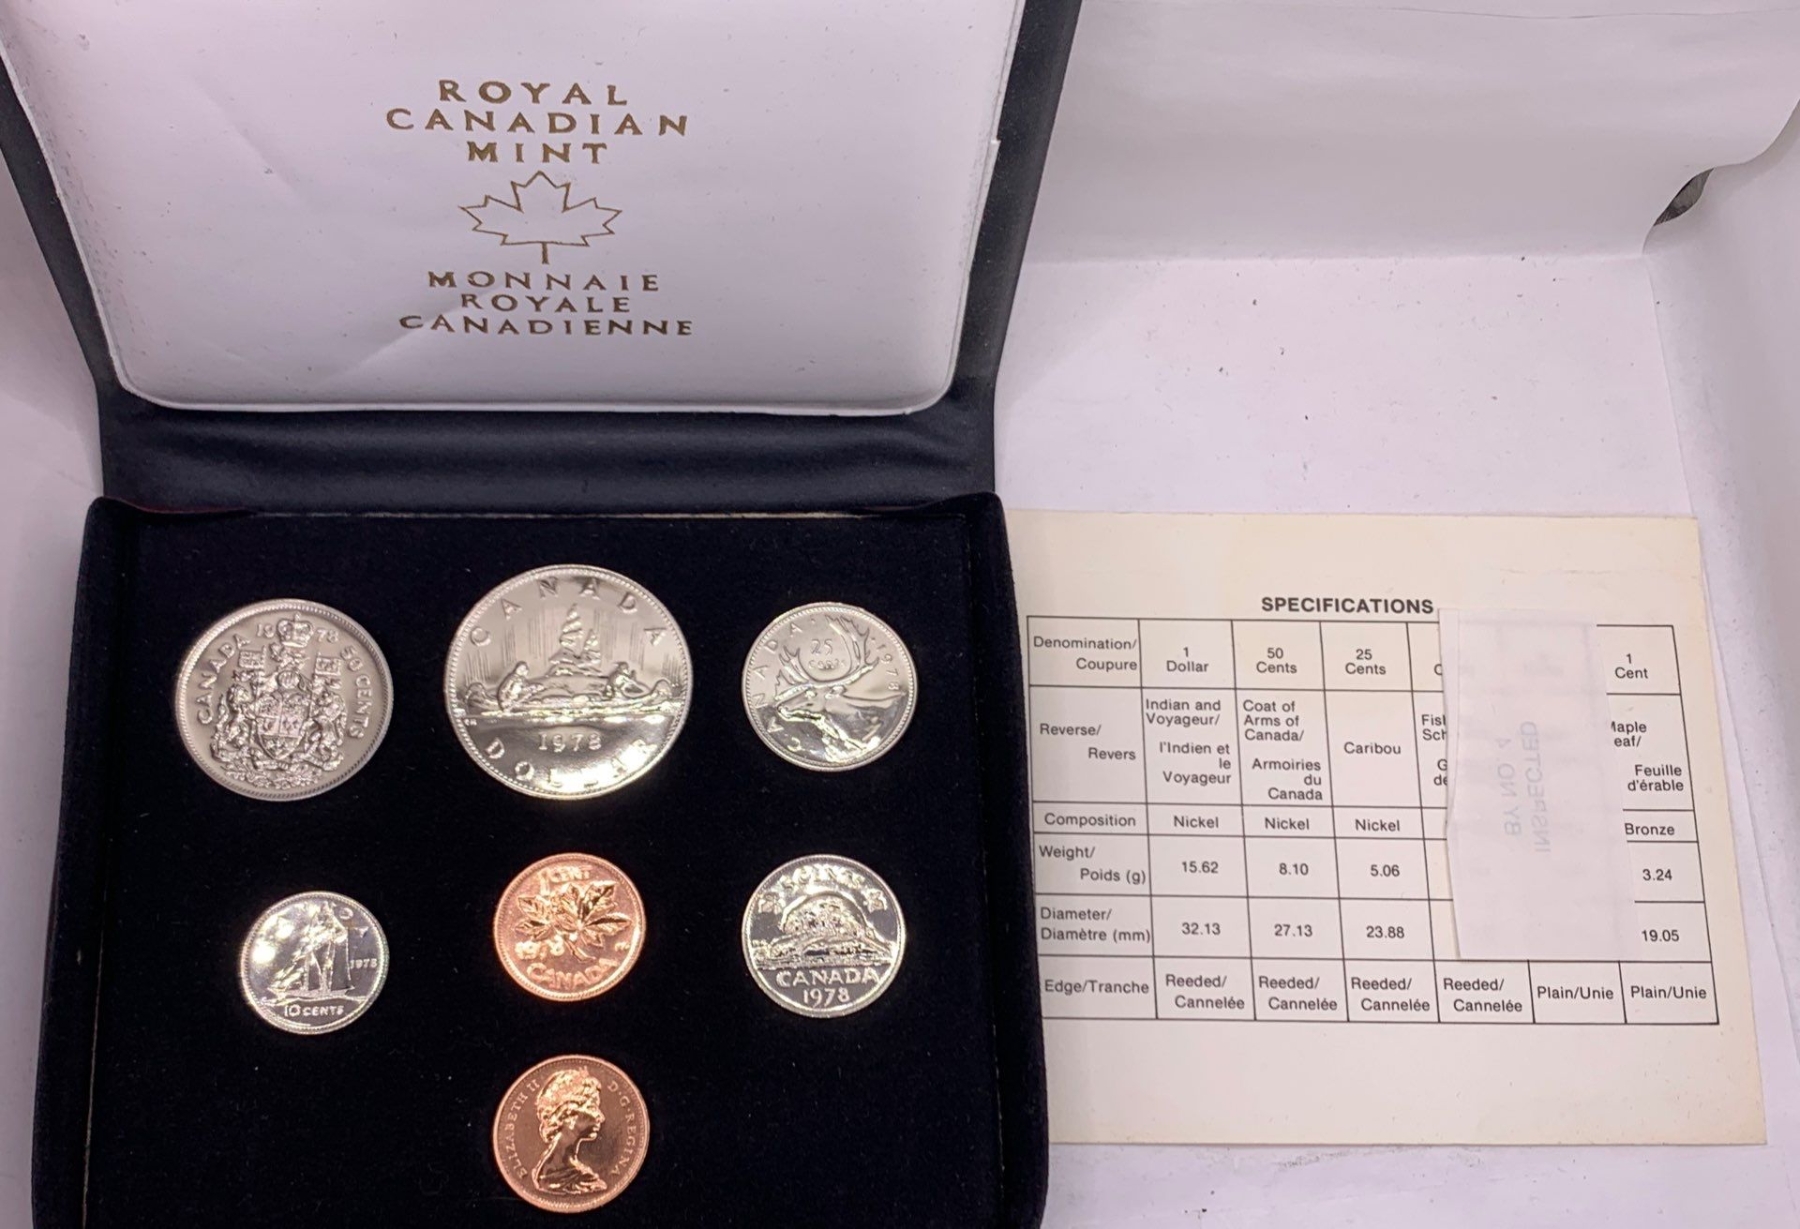 ROYAL
CANADIAN
MINT
MONNAIE
ROYALE
CANADIENNE
CANADA 1978 50 CENTS
CANADA
1978
DOLLAR
CANADA 25 CENTS 1978
1978
10 CENTS
1 CENT
CANADA
5 CENTS
CANADA
1978
ELIZABETH II D·G·REGINA
SPECIFICATIONS
Denomination/ 1 50 25 1
Coupure Dollar Cents Cents Cent
Reverse/
Revers
Indian and
Voyageur/
l'Indien et
le
Voyageur
Coat of
Arms of
Canada/
Armoiries
du
Canada
Caribou
Feuille
d'érable
Composition Nickel Nickel Nickel Bronze
Weight/
Poids (g) 15.62 8.10 5.06 3.24
Diameter/
Diamètre (mm) 32.13 27.13 23.88 19.05
Edge/Tranche Reeded/ Reeded/ Reeded/ Reeded/ Plain/Unie Plain/Unie
Cannelée Cannelée Cannelée Cannelée
INSPECTED
BY NO 4